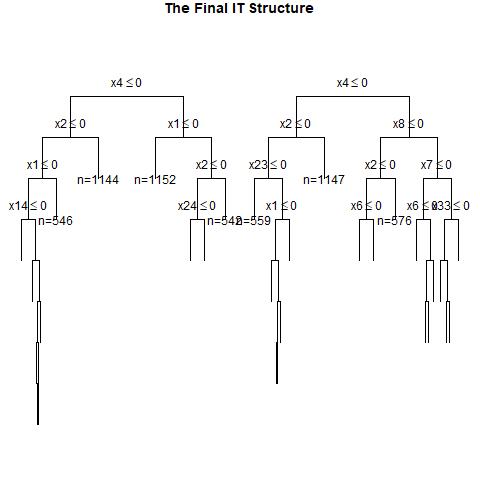 The Final IT Structure
x4 ≤ 0 x4 ≤ 0
x2 ≤ 0 x1 ≤ 0 x2 ≤ 0 x8 ≤ 0
x1 ≤ 0 n=1144 n=1152 x2 ≤ 0 x23 ≤ 0 n=1147 x2 ≤ 0 x7 ≤ 0
x14 ≤ 0 n=546 x24 ≤ 0 n=542 n=559 x1 ≤ 0 x6 ≤ 0 n=576 x6 ≤ x33 ≤ 0